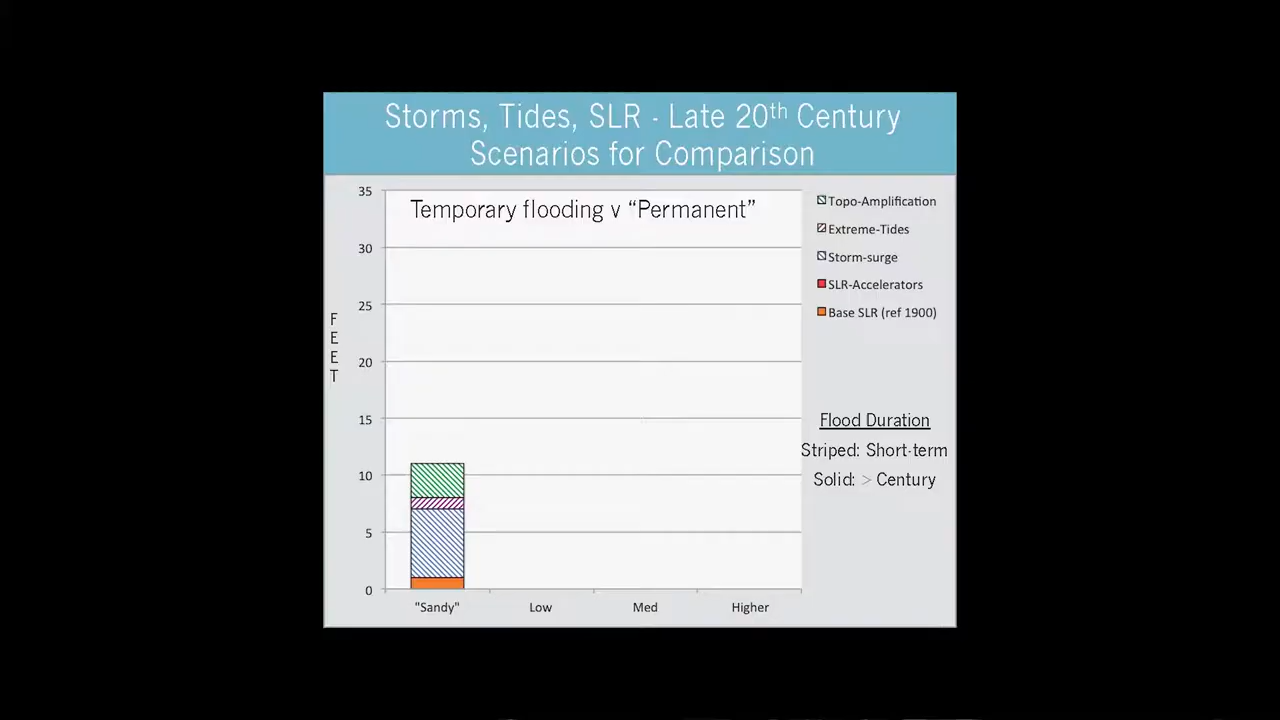 Storms, Tides, SLR - Late 20th Century
Scenarios for Comparison
Temporary flooding v “Permanent”
35
30
25
20
15
10
5
0
FEET
"Sandy"
Low
Med
Higher
Topo-Amplification
Extreme-Tides
Storm-surge
SLR-Accelerators
Base SLR (ref 1900)
Flood Duration
Striped: Short-term
Solid: > Century